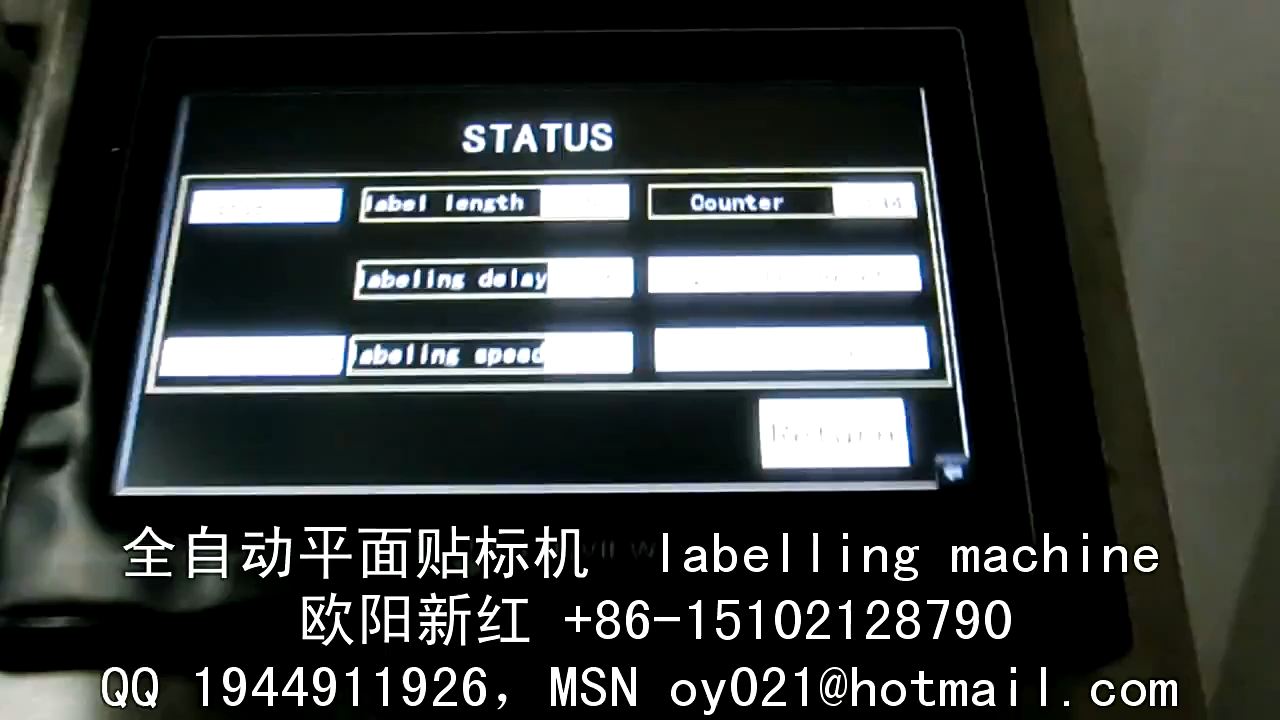 STATUS
label length Counter
labeling delay
labeling speed
Return
全自动平面贴标机 labelling machine
欧阳新红 +86-15102128790
QQ 1944911926，MSN oy021@hotmail.com